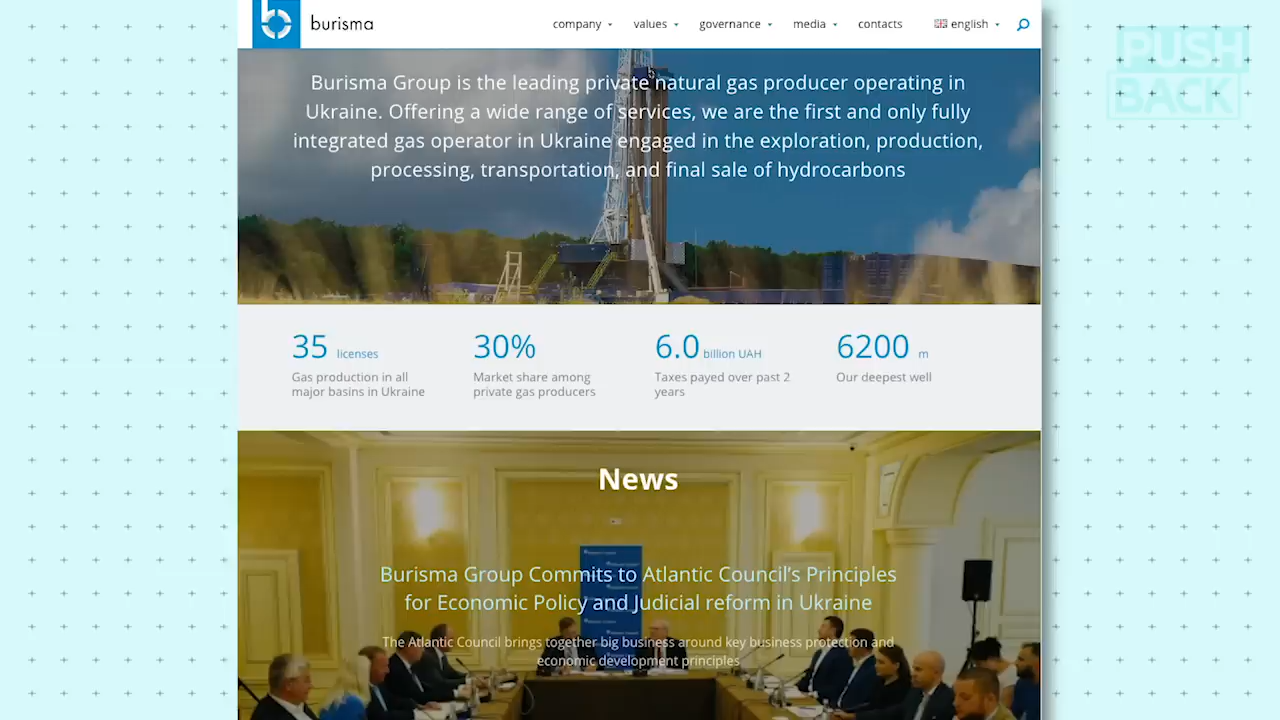 burisma
company
values
governance
media
contacts
english
PUSH
BACK
Burisma Group is the leading private natural gas producer operating in
Ukraine. Offering a wide range of services, we are the first and only fully
integrated gas operator in Ukraine engaged in the exploration, production,
processing, transportation, and final sale of hydrocarbons
35 licenses
Gas production in all
major basins in Ukraine
30%
Market share among
private gas producers
6.0 billion UAH
Taxes payed over past 2
years
6200 m
Our deepest well
News
Burisma Group Commits to Atlantic Council's Principles
for Economic Policy and Judicial reform in Ukraine
The Atlantic Council brings together big business around key business protection and
economic development principles